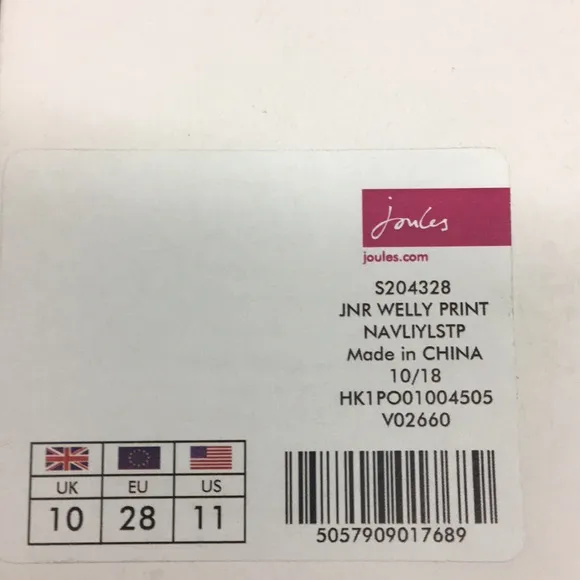 joules
joules.com
S204328
JNR WELLY PRINT
NAVLIYLSTP
Made in CHINA
10/18
HK1PO01004505
V02660
UK EU US
10 28 11
5057909017689